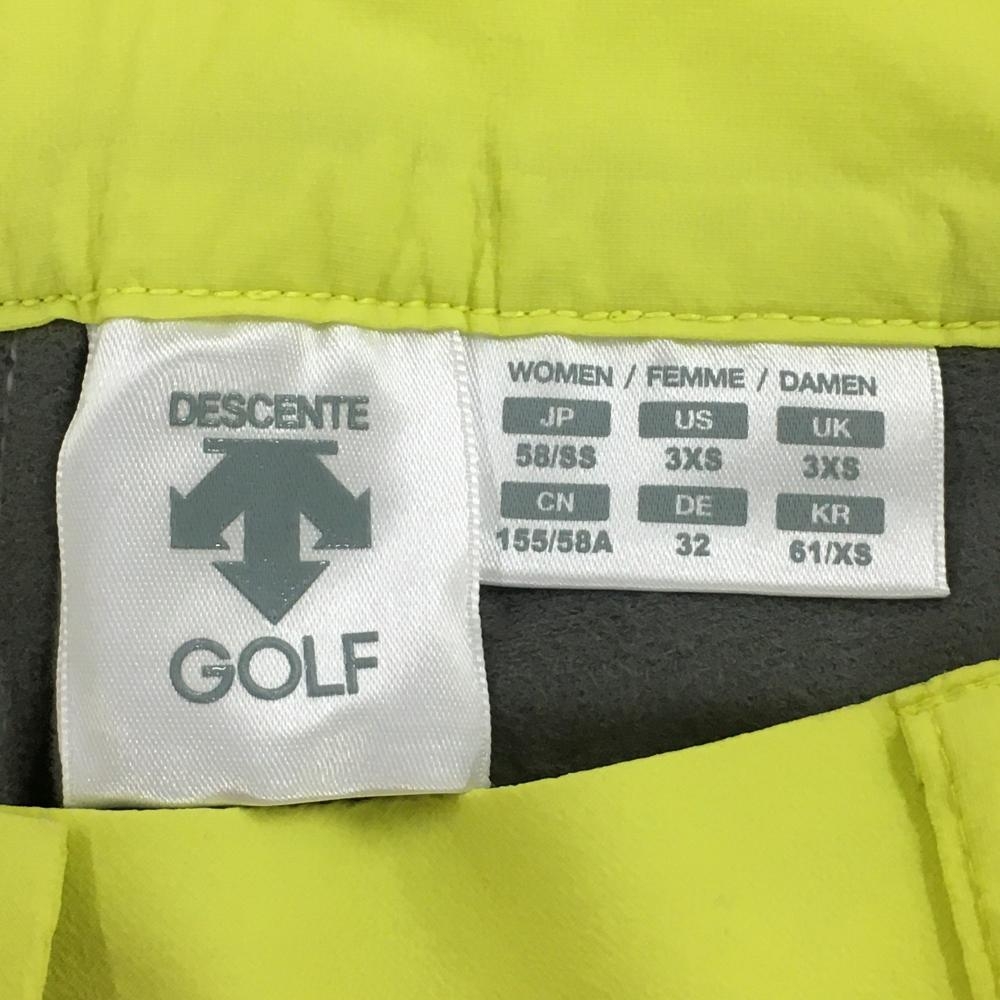 DESCENTE
GOLF
WOMEN / FEMME / DAMEN
JP US UK
58/SS 3XS 3XS
CN DE KR
155/58A 32 61/XS